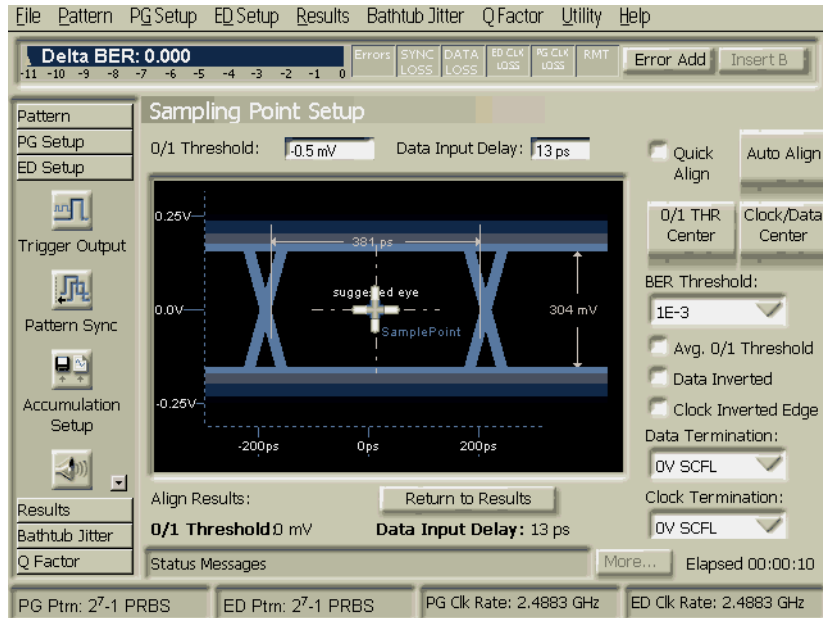 File Pattern PG Setup ED Setup Results Bathtub Jitter Q Factor Utility Help
Delta BER: 0.000
-11 -10 -9 -8 -7 -6 -5 -4 -3 -2 -1 0
Errors
SYNC LOSS
DATA LOSS
ED CLK LOSS
PG CLK LOSS
RMT
Error Add
Insert B
Pattern
PG Setup
ED Setup
Trigger Output
Pattern Sync
Accumulation
Setup
Results
Bathtub Jitter
Q Factor
Sampling Point Setup
0/1 Threshold: -0.5 mV Data Input Delay: 13 ps
0.25V
0.0V
-0.25V
381 ps
suggested eye
304 mV
SamplePoint
-200ps 0ps 200ps
Align Results:
Return to Results
0/1 Threshold:0 mV Data Input Delay: 13 ps
Quick
Align
Auto Align
0/1 THR
Center
Clock/Data
Center
BER Threshold:
1E-3
Avg. 0/1 Threshold
Data Inverted
Clock Inverted Edge
Data Termination:
0V SCFL
Clock Termination:
0V SCFL
Status Messages
More...
Elapsed 00:00:10
PG Ptrn: 2⁷-1 PRBS
ED Ptrn: 2⁷-1 PRBS
PG Clk Rate: 2.4883 GHz
ED Clk Rate: 2.4883 GHz